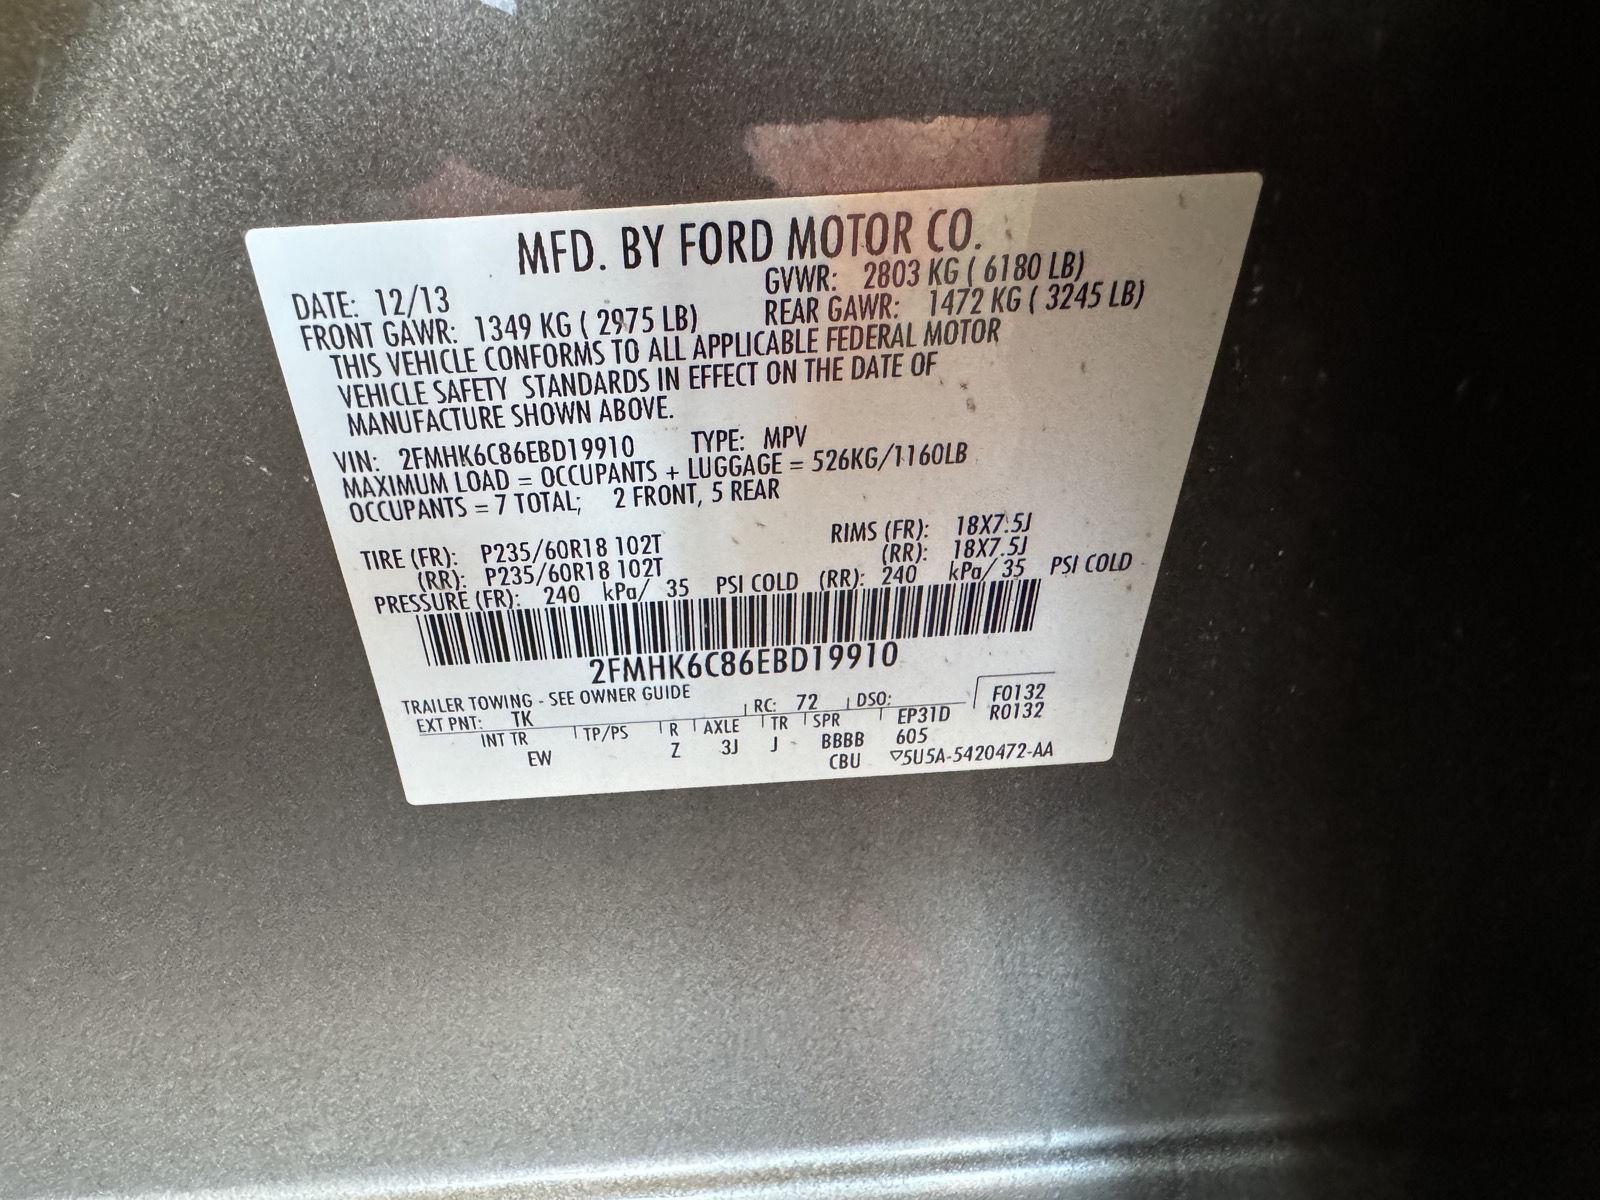 MFD. BY FORD MOTOR CO.
DATE: 12/13 GVWR: 2803 KG ( 6180 LB)
FRONT GAWR: 1349 KG ( 2975 LB) REAR GAWR: 1472 KG ( 3245 LB)
THIS VEHICLE CONFORMS TO ALL APPLICABLE FEDERAL MOTOR
VEHICLE SAFETY STANDARDS IN EFFECT ON THE DATE OF
MANUFACTURE SHOWN ABOVE.
VIN: 2FMHK6C86EBD19910 TYPE: MPV
MAXIMUM LOAD = OCCUPANTS + LUGGAGE = 526KG/1160LB
OCCUPANTS = 7 TOTAL; 2 FRONT, 5 REAR
TIRE (FR): P235/60R18 102T RIMS (FR): 18X7.5J
(RR): P235/60R18 102T (RR): 18X7.5J
PRESSURE (FR): 240 kPa/ 35 PSI COLD (RR): 240 kPa/ 35 PSI COLD
2FMHK6C86EBD19910
TRAILER TOWING - SEE OWNER GUIDE
EXT PNT: TK RC: 72 DSO: F0132
INT TR TP/PS R AXLE TR SPR EP31D R0132
EW Z 3J J BBBB 605
CBU ▽5U5A-5420472-AA